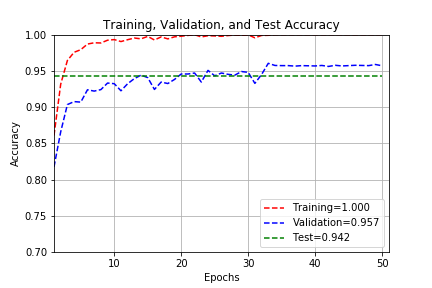 Training, Validation, and Test Accuracy
1.00
0.95
0.90
0.85
0.80
0.75
0.70
Accuracy
10
20
30
40
50
Epochs
Training=1.000
Validation=0.957
Test=0.942